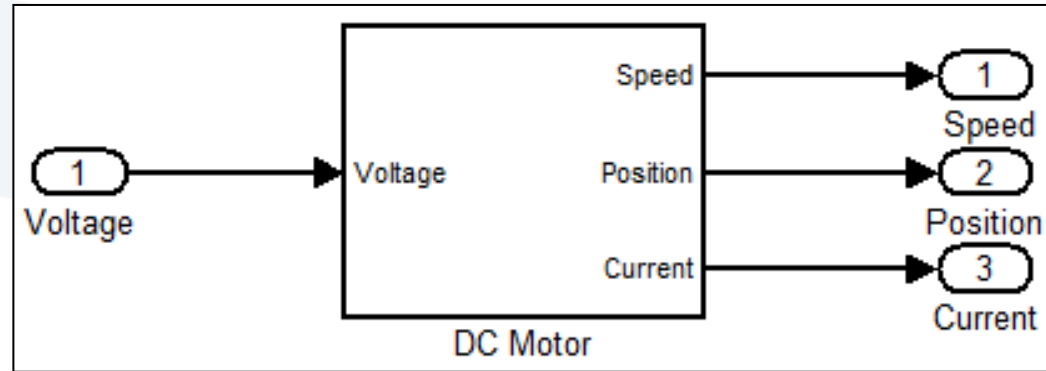 1
Voltage
Voltage
Speed
Position
Current
DC Motor
1
Speed
2
Position
3
Current